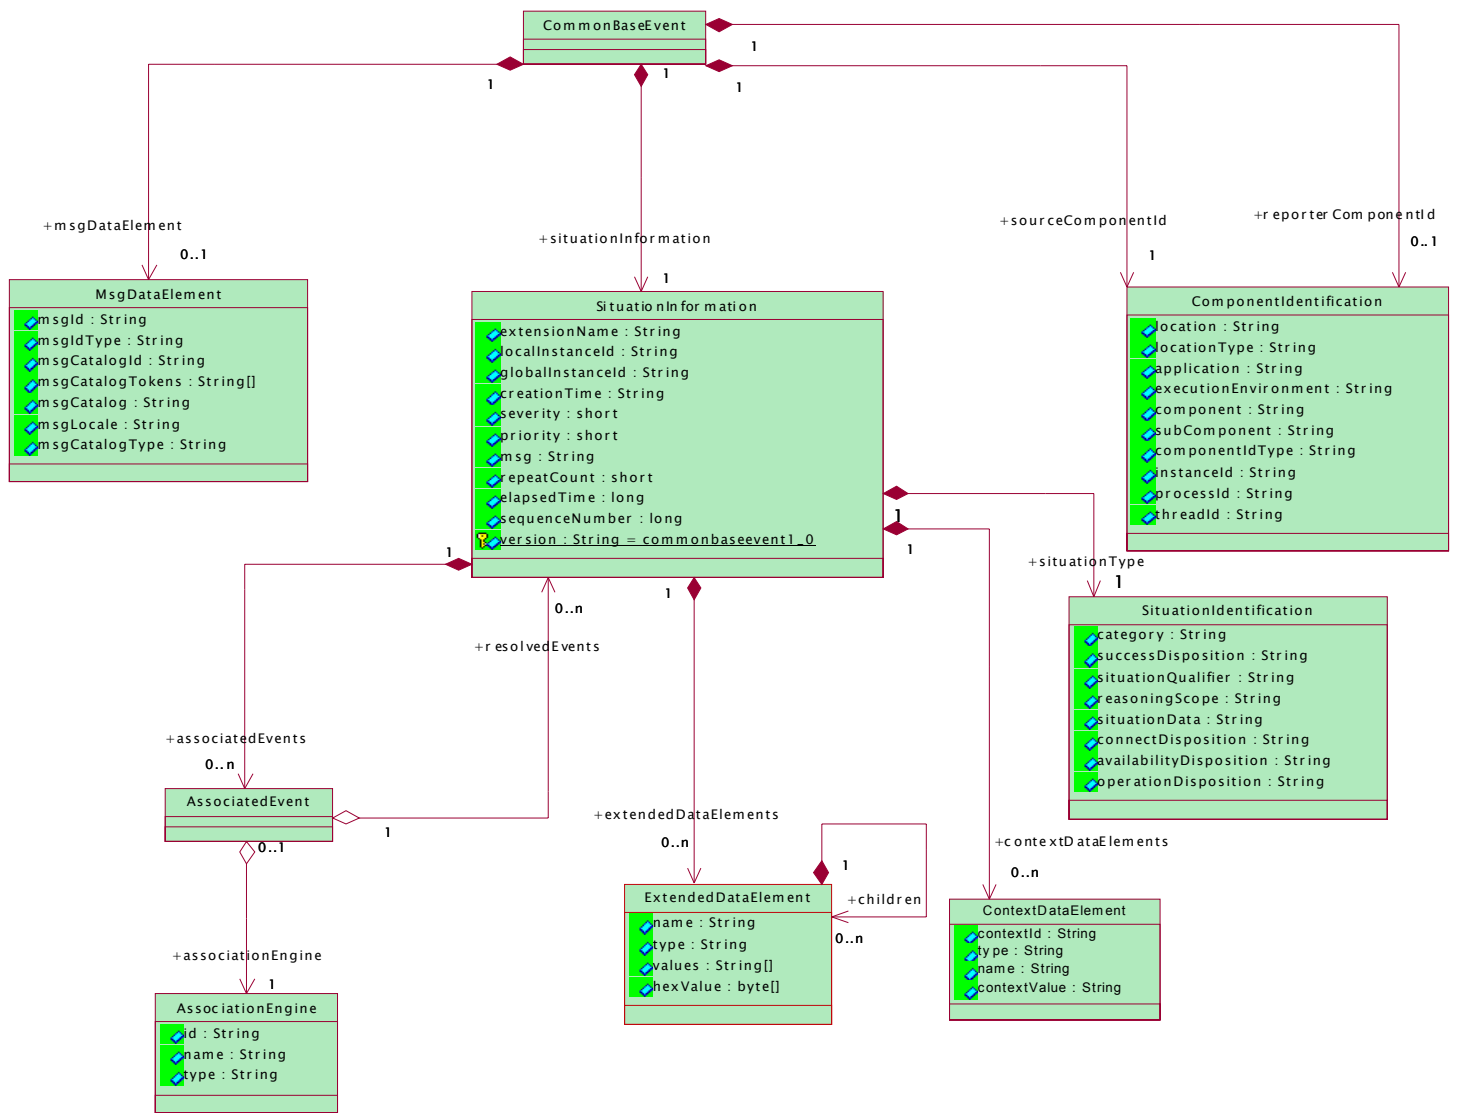 CommonBaseEvent
1
1
1
1
+msgDataElement
0..1
+situationInformation
1
+sourceComponentId
1
+reporterComponentId
0..1
MsgDataElement
msgId : String
msgIdType : String
msgCatalogId : String
msgCatalogTokens : String[]
msgCatalog : String
msgLocale : String
msgCatalogType : String
SituationInformation
extensionName : String
localInstanceId : String
globalInstanceId : String
creationTime : String
severity : short
priority : short
msg : String
repeatCount : short
elapsedTime : long
sequenceNumber : long
version : String = commonbaseevent1_0
ComponentIdentification
location : String
locationType : String
application : String
executionEnvironment : String
component : String
subComponent : String
componentIdType : String
instanceId : String
processId : String
threadId : String
1
1
1
0..n
1
+situationType
1
+resolvedEvents
SituationIdentification
category : String
successDisposition : String
situationQualifier : String
reasoningScope : String
situationData : String
connectDisposition : String
availabilityDisposition : String
operationDisposition : String
+associatedEvents
0..n
AssociatedEvent
1
0..1
+extendedDataElements
0..n
+contextDataElements
0..n
1
+children
0..n
ExtendedDataElement
name : String
type : String
values : String[]
hexValue : byte[]
ContextDataElement
contextId : String
type : String
name : String
contextValue : String
+associationEngine
1
AssociationEngine
id : String
name : String
type : String